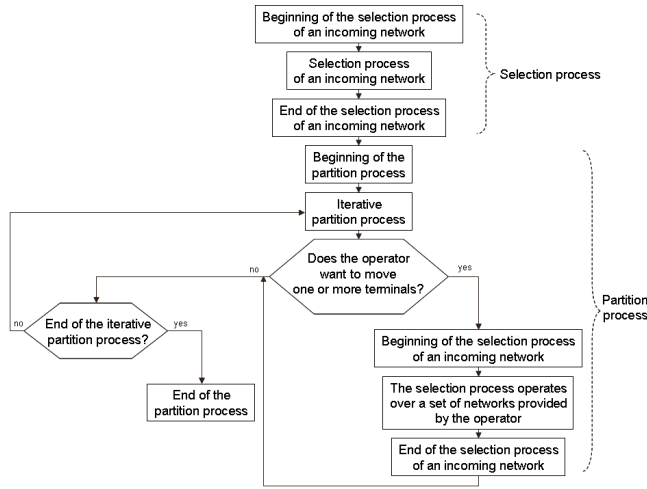 Beginning of the selection process
of an incoming network
Selection process
of an incoming network
Selection process
End of the selection process
of an incoming network
Beginning of the
partition process
Iterative
partition process
Does the operator
want to move
one or more terminals?
no
yes
End of the iterative
partition process?
no
yes
End of the
partition process
Beginning of the selection process
of an incoming network
The selection process operates
over a set of networks provided
by the operator
End of the selection process
of an incoming network
Partition
process